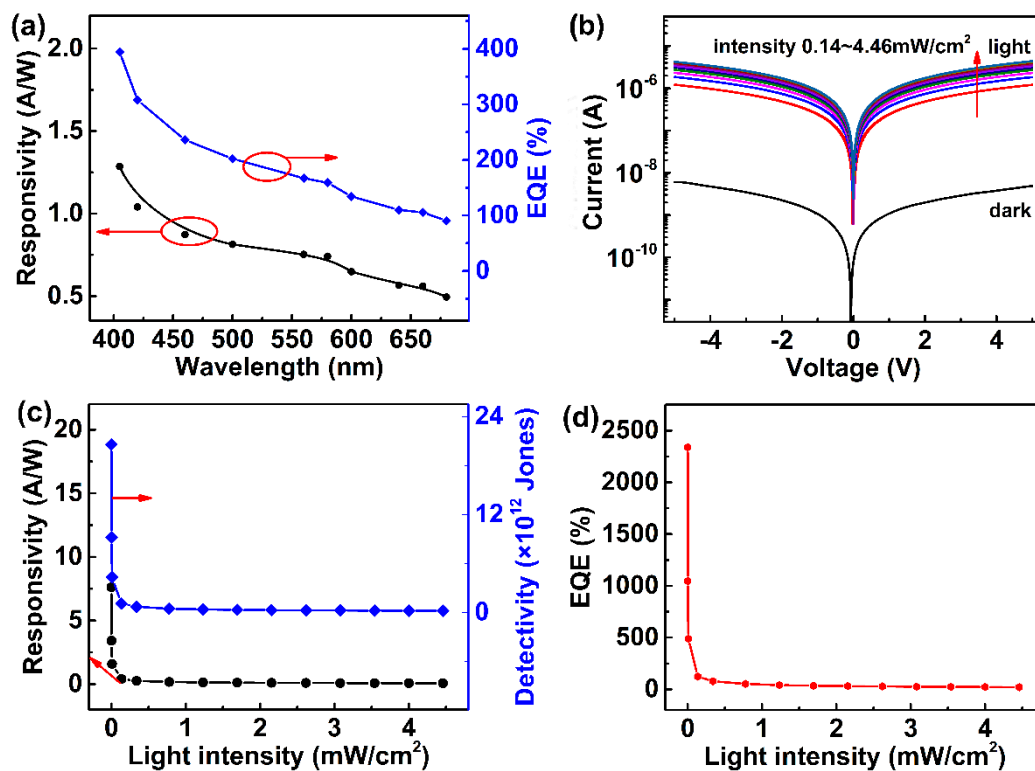 (a)
Responsivity (A/W)
2.0
1.5
1.0
0.5
400 450 500 550 600 650
Wavelength (nm)
400
300
200
100
0
EQE (%)
(b)
intensity 0.14~4.46mW/cm²
light
dark
Current (A)
10⁻⁶
10⁻⁸
10⁻¹⁰
-4 -2 0 2 4
Voltage (V)
(c)
Responsivity (A/W)
20
15
10
5
0
0 1 2 3 4
Light intensity (mW/cm²)
24
12
0
Detectivity (×10¹² Jones)
(d)
EQE (%)
2500
2250
1000
500
0
0 1 2 3 4
Light intensity (mW/cm²)